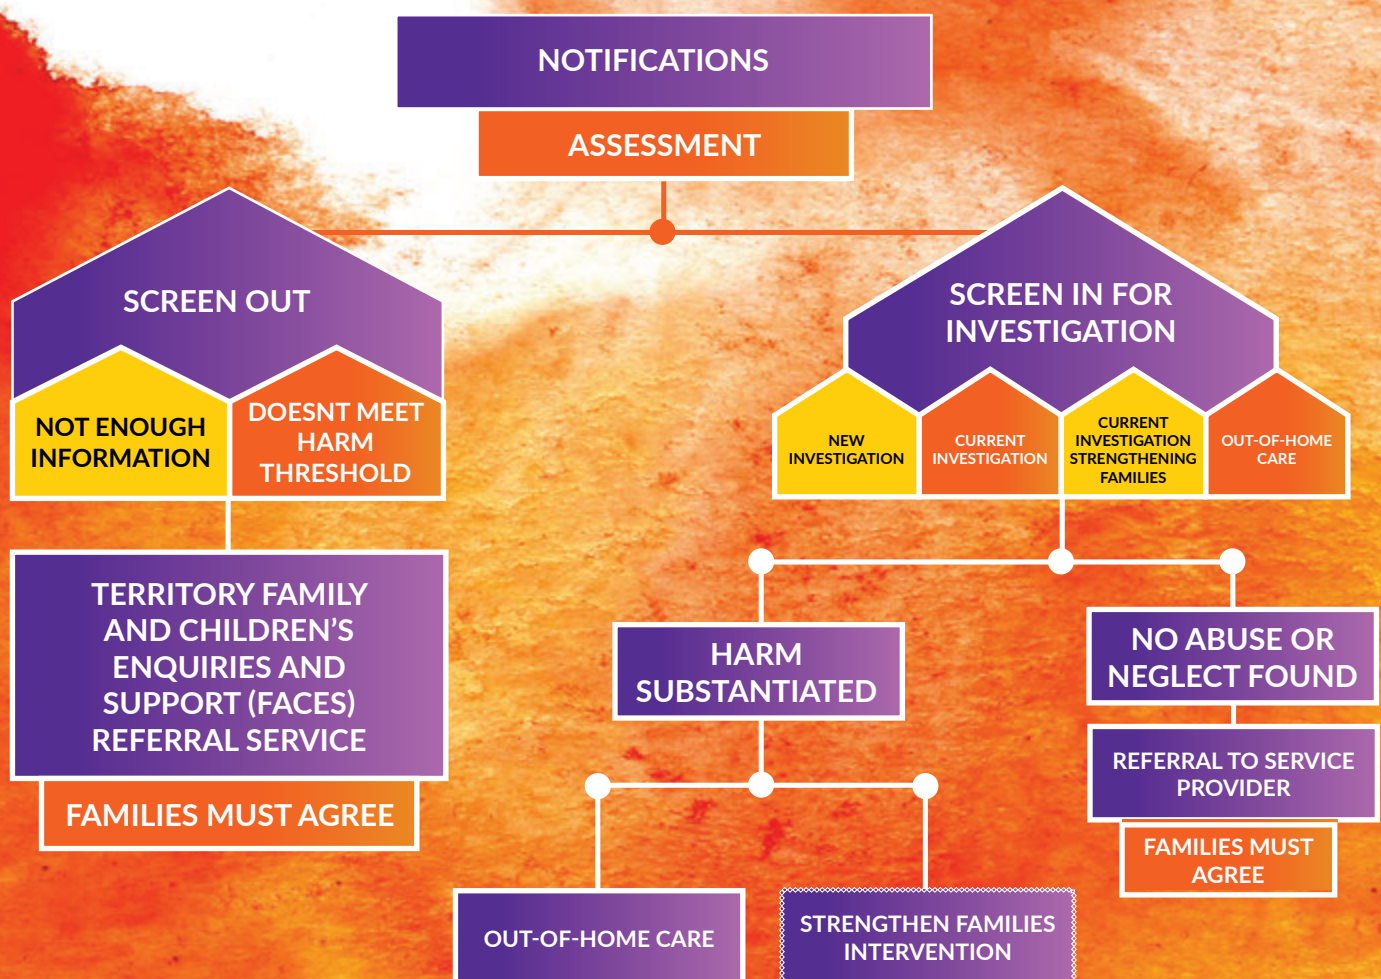 NOTIFICATIONS
ASSESSMENT
SCREEN OUT
NOT ENOUGH
INFORMATION
DOESNT MEET
HARM
THRESHOLD
TERRITORY FAMILY
AND CHILDREN’S
ENQUIRIES AND
SUPPORT (FACES)
REFERRAL SERVICE
FAMILIES MUST AGREE
SCREEN IN FOR
INVESTIGATION
NEW
INVESTIGATION
CURRENT
INVESTIGATION
CURRENT
INVESTIGATION
STRENGTHENING
FAMILIES
OUT-OF-HOME
CARE
HARM
SUBSTANTIATED
NO ABUSE OR
NEGLECT FOUND
REFERRAL TO SERVICE
PROVIDER
FAMILIES MUST
AGREE
OUT-OF-HOME CARE
STRENGTHEN FAMILIES
INTERVENTION